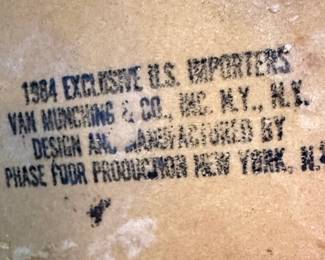 1984 EXCLUSIVE U.S. IMPORTERS
VAN MUNCHING & CO., INC. N.Y., N.Y.
DESIGN AND MANUFACTURED BY
PHASE FOUR PRODUCTION NEW YORK, N.Y